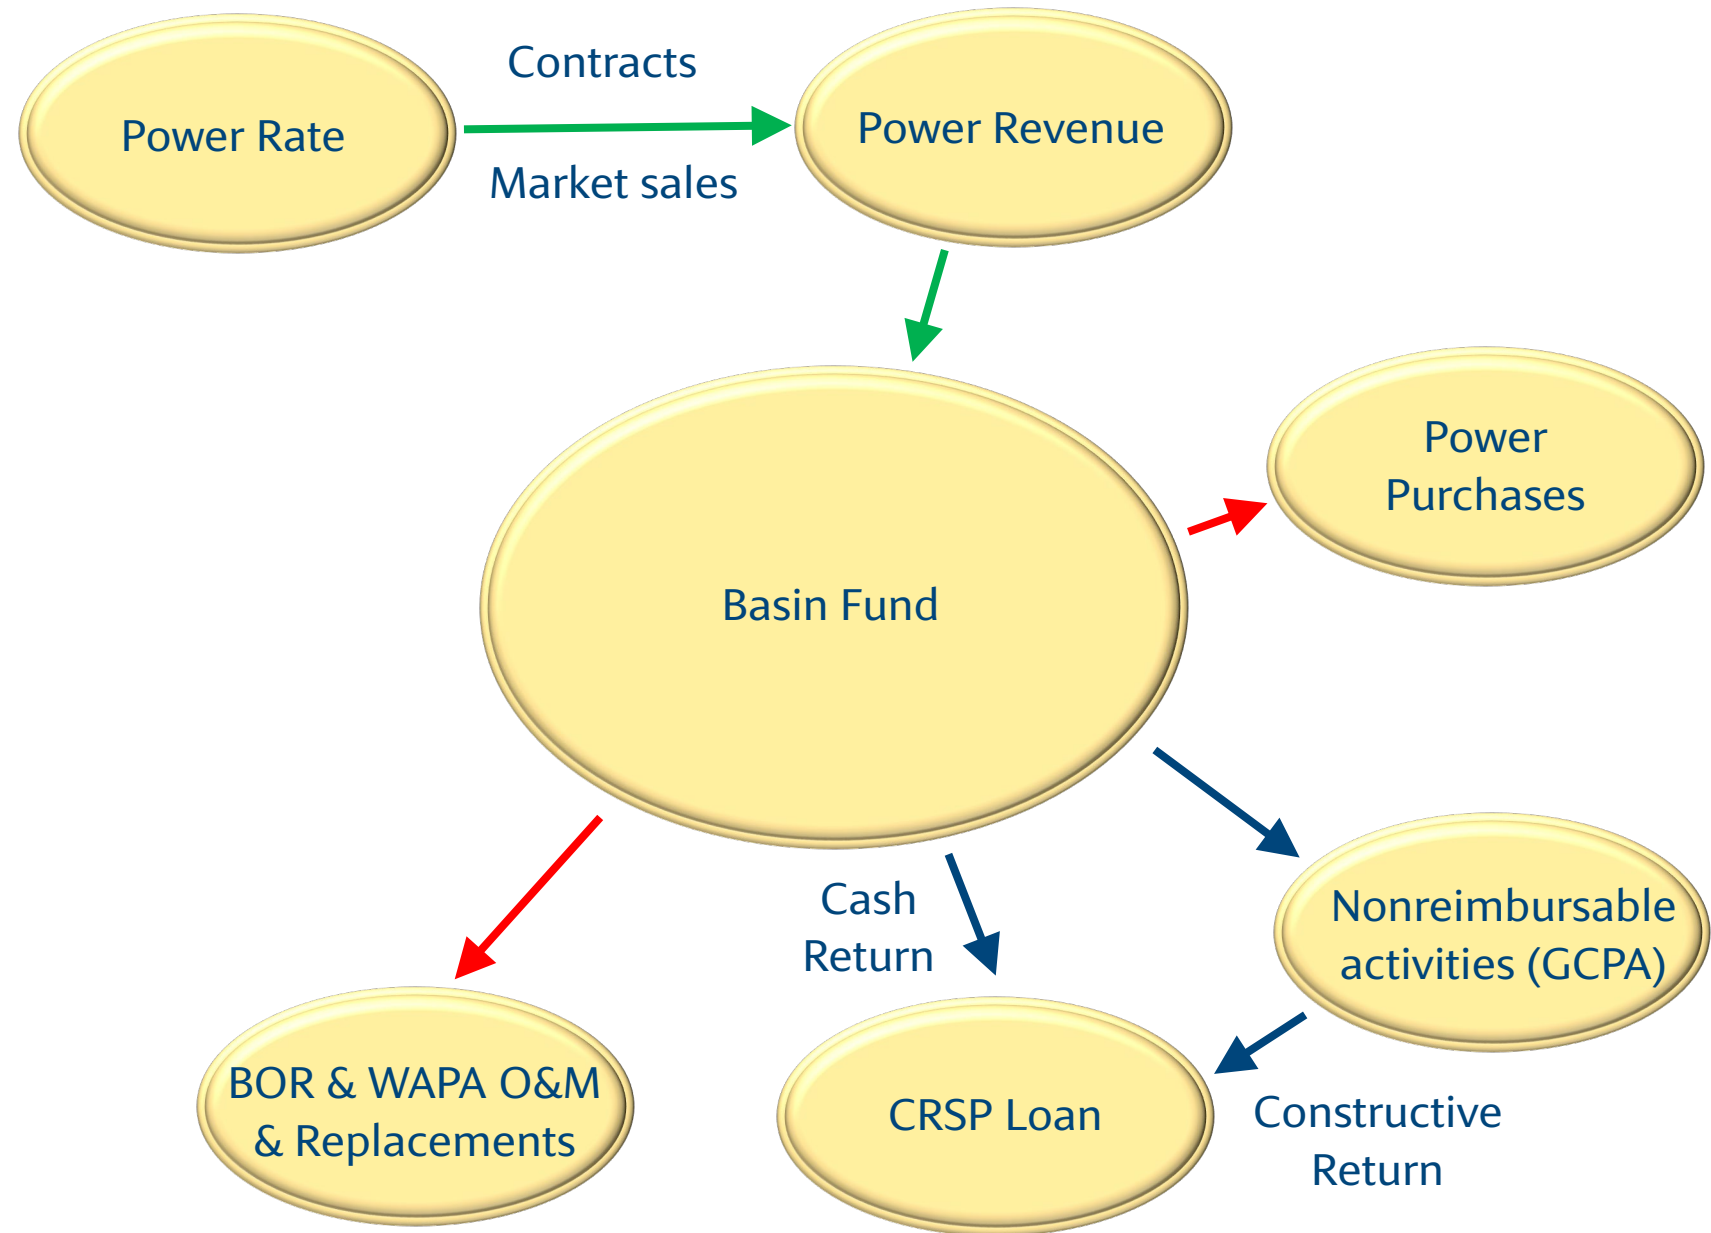 Contracts
Power Rate
Power Revenue
Market sales
Power
Purchases
Basin Fund
Cash
Return
Nonreimbursable
activities (GCPA)
BOR & WAPA O&M
& Replacements
CRSP Loan
Constructive
Return